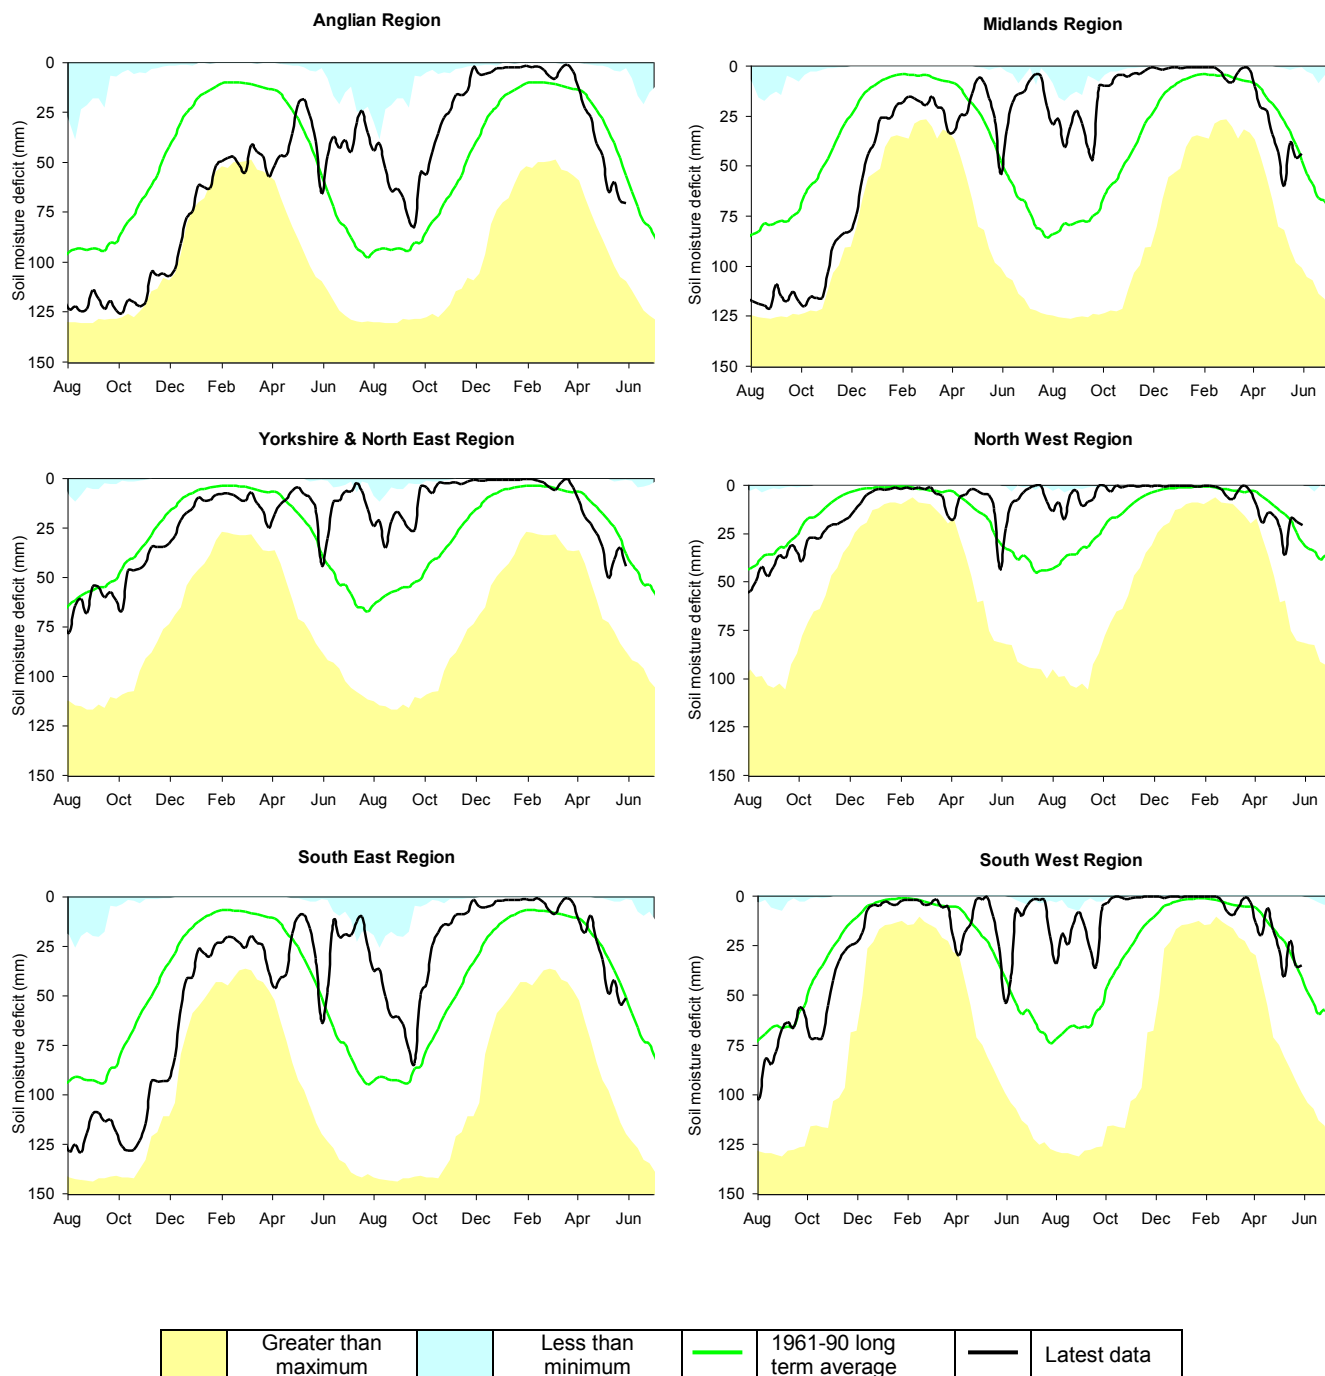 Anglian Region
Soil moisture deficit (mm)
0
25
50
75
100
125
150
Aug Oct Dec Feb Apr Jun Aug Oct Dec Feb Apr Jun
Midlands Region
Soil moisture deficit (mm)
0
25
50
75
100
125
150
Aug Oct Dec Feb Apr Jun Aug Oct Dec Feb Apr Jun
Yorkshire & North East Region
Soil moisture deficit (mm)
0
25
50
75
100
125
150
Aug Oct Dec Feb Apr Jun Aug Oct Dec Feb Apr Jun
North West Region
Soil moisture deficit (mm)
0
25
50
75
100
125
150
Aug Oct Dec Feb Apr Jun Aug Oct Dec Feb Apr Jun
South East Region
Soil moisture deficit (mm)
0
25
50
75
100
125
150
Aug Oct Dec Feb Apr Jun Aug Oct Dec Feb Apr Jun
South West Region
Soil moisture deficit (mm)
0
25
50
75
100
125
150
Aug Oct Dec Feb Apr Jun Aug Oct Dec Feb Apr Jun
Greater than
maximum
Less than
minimum
1961-90 long
term average
Latest data